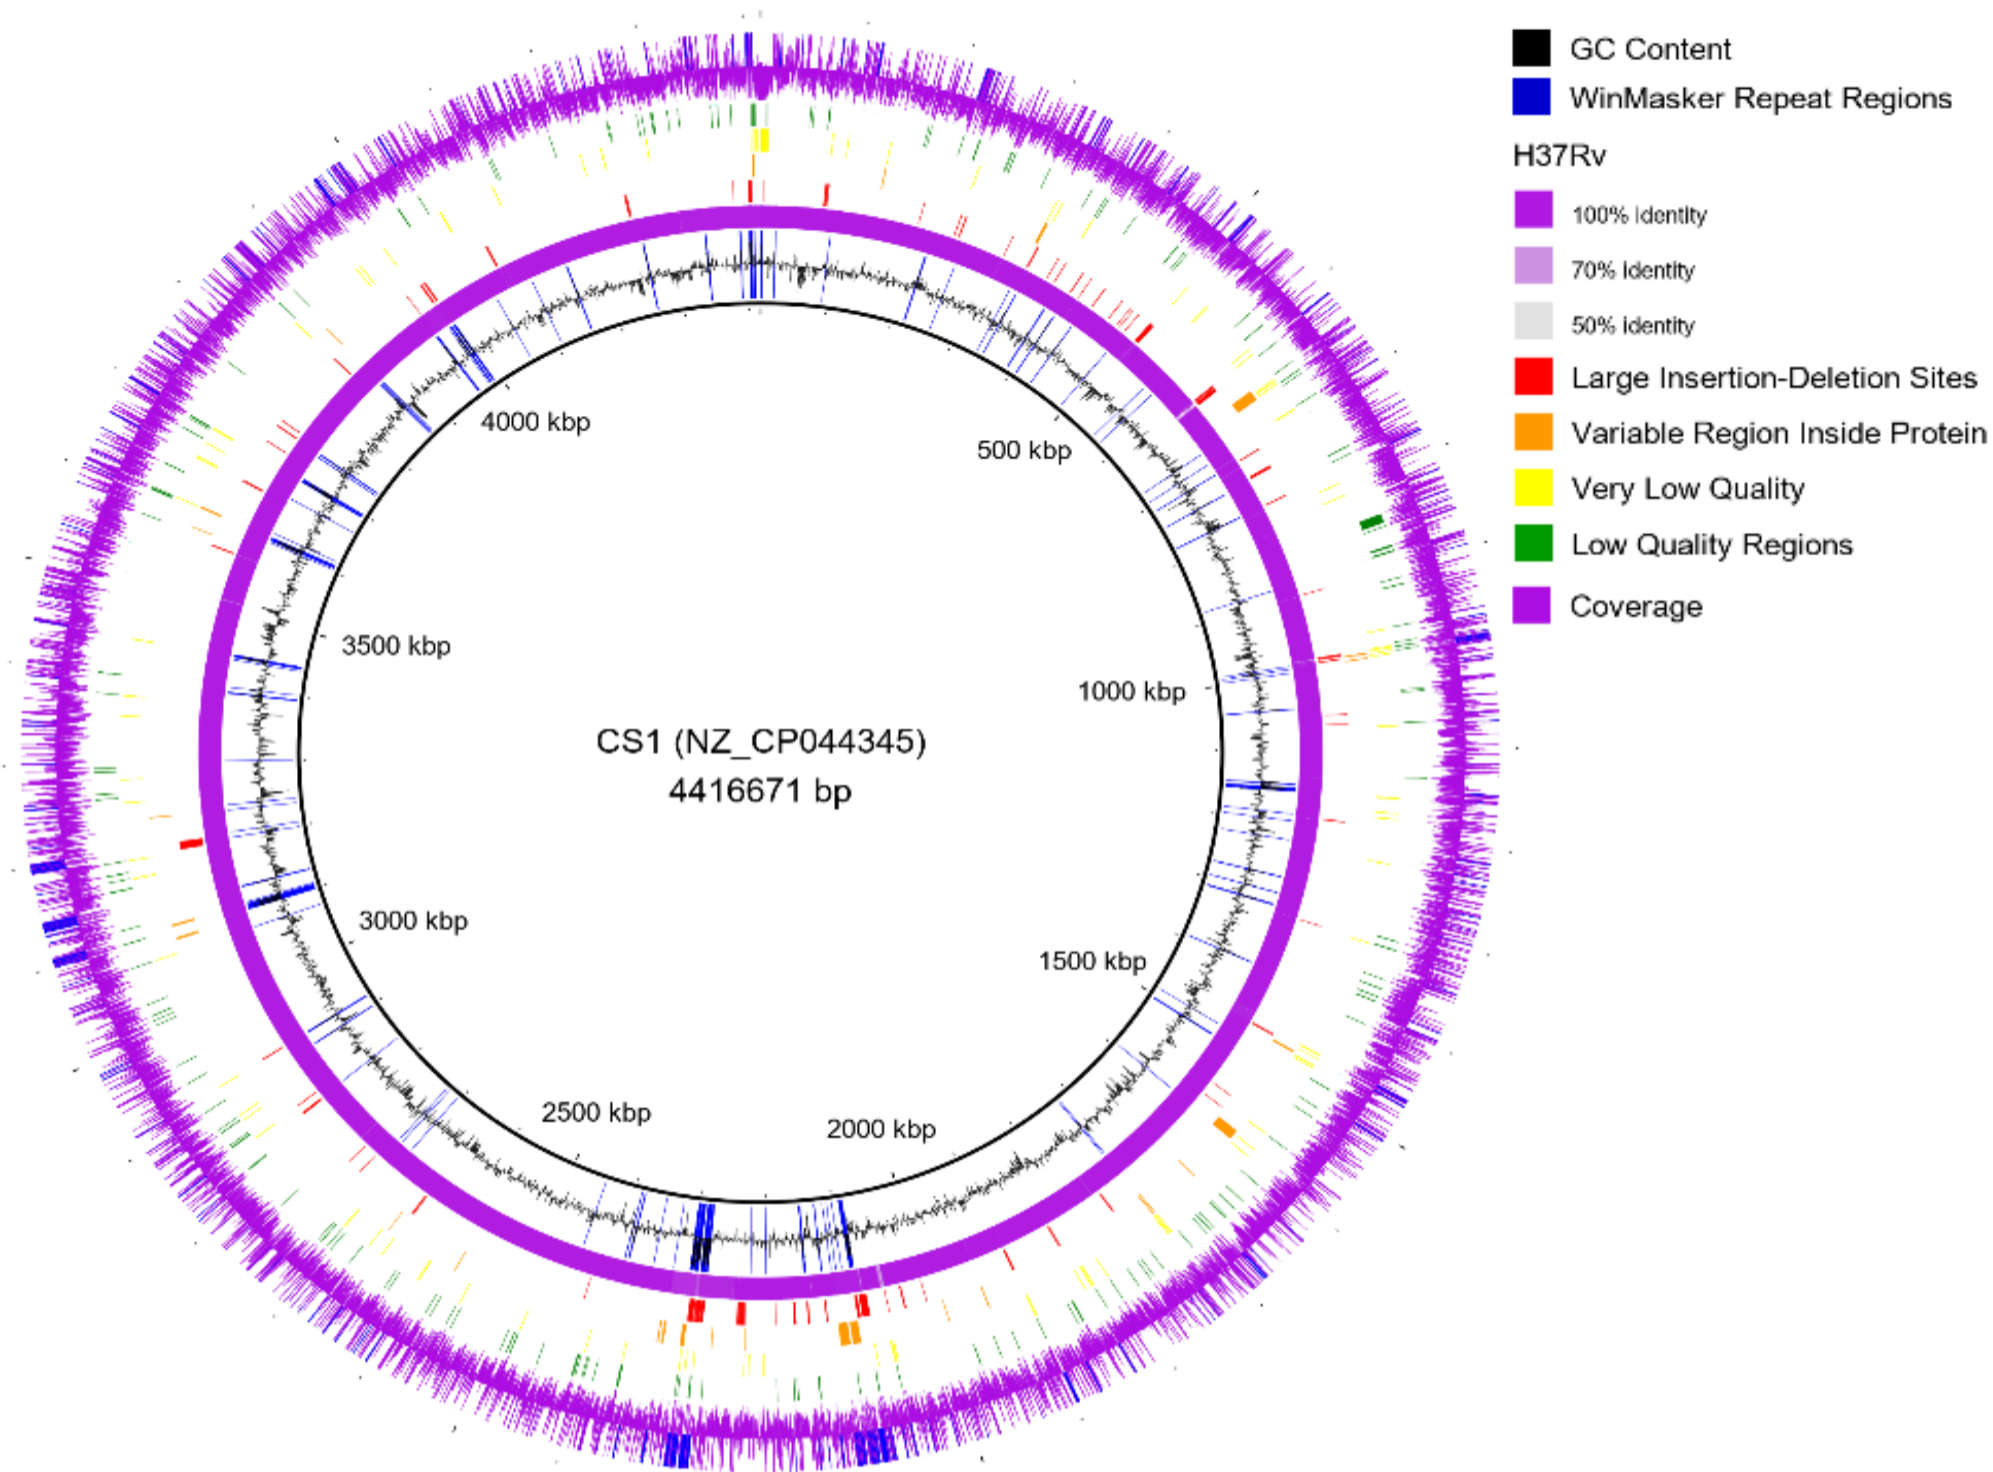 GC Content
WinMasker Repeat Regions
H37Rv
100% identity
70% identity
50% identity
Large Insertion-Deletion Sites
Variable Region Inside Protein
Very Low Quality
Low Quality Regions
Coverage
4000 kbp
500 kbp
3500 kbp
1000 kbp
CS1 (NZ_CP044345)
4416671 bp
3000 kbp
1500 kbp
2500 kbp
2000 kbp